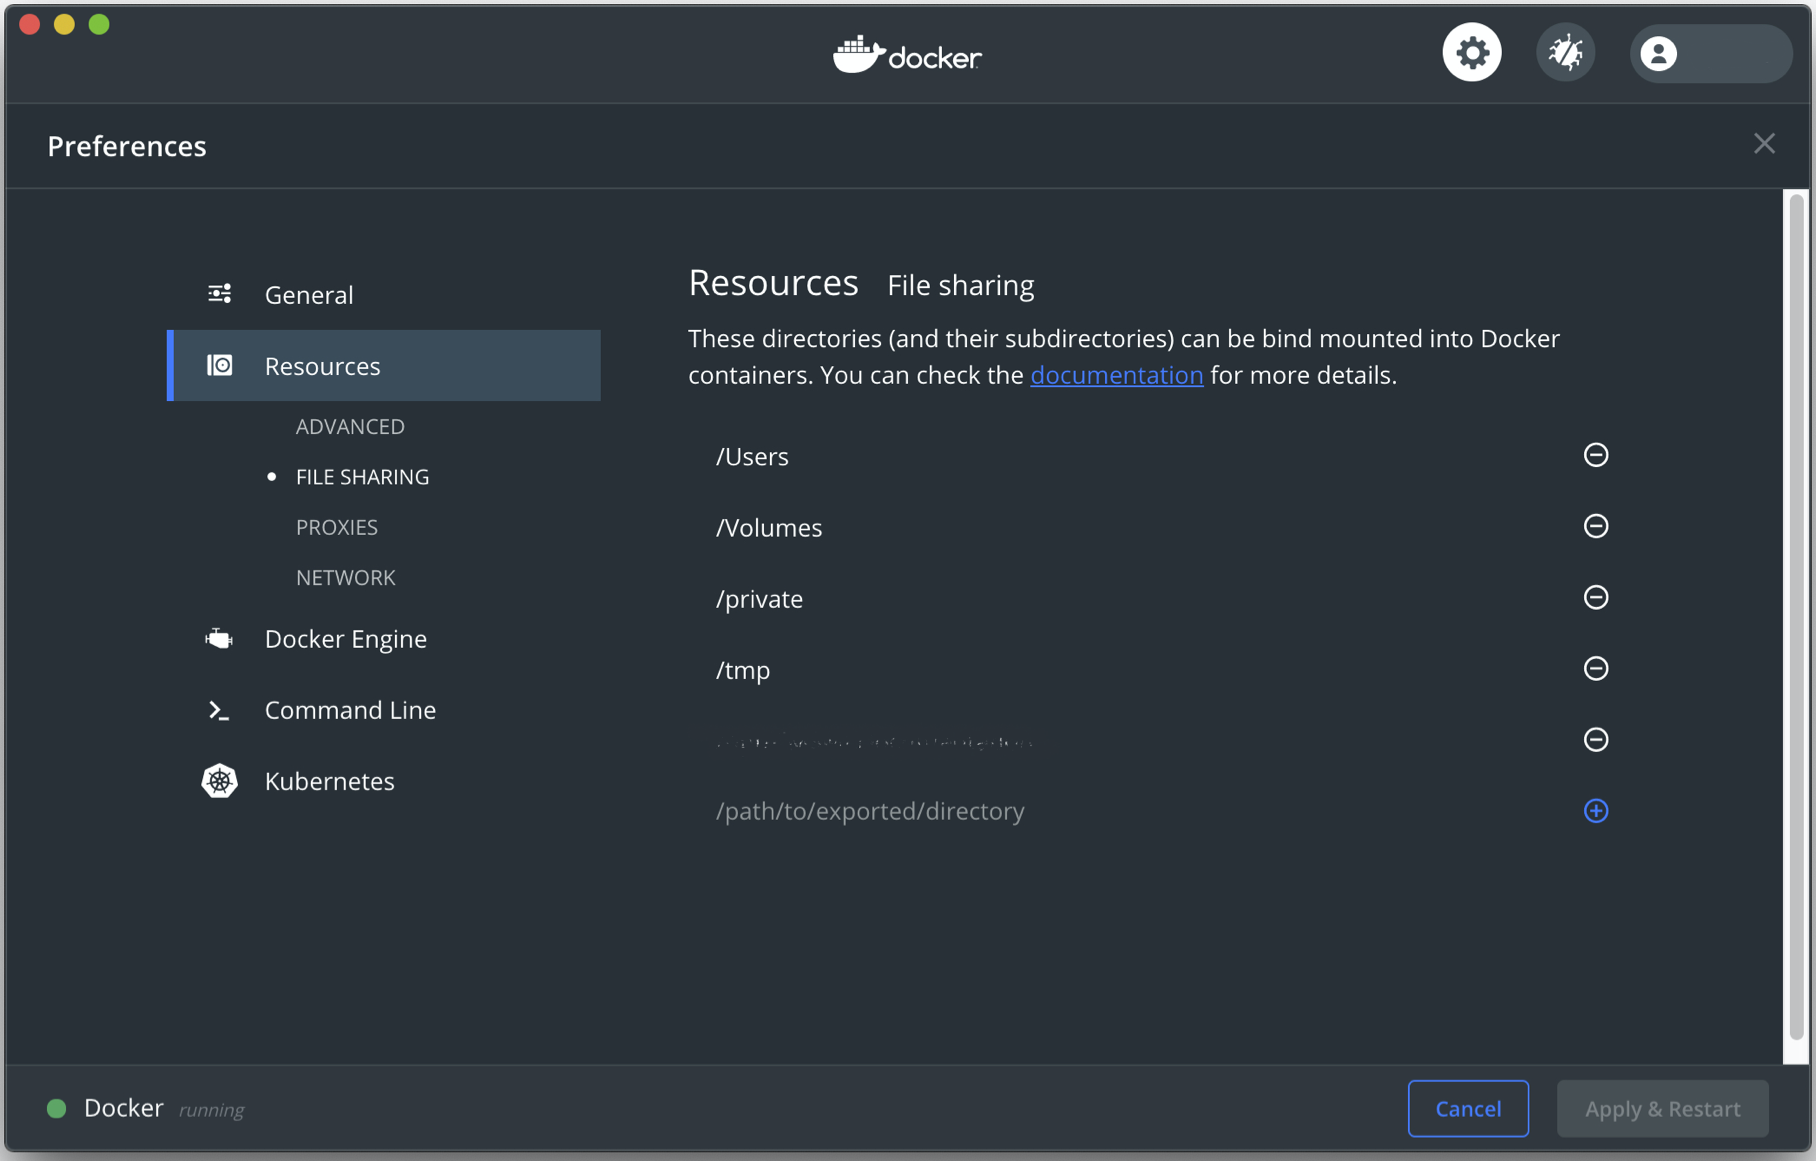 docker
Preferences
General
Resources
ADVANCED
FILE SHARING
PROXIES
NETWORK
Docker Engine
Command Line
Kubernetes
Resources File sharing
These directories (and their subdirectories) can be bind mounted into Docker
containers. You can check the documentation for more details.
/Users
/Volumes
/private
/tmp
/path/to/exported/directory
Docker running
Cancel
Apply & Restart